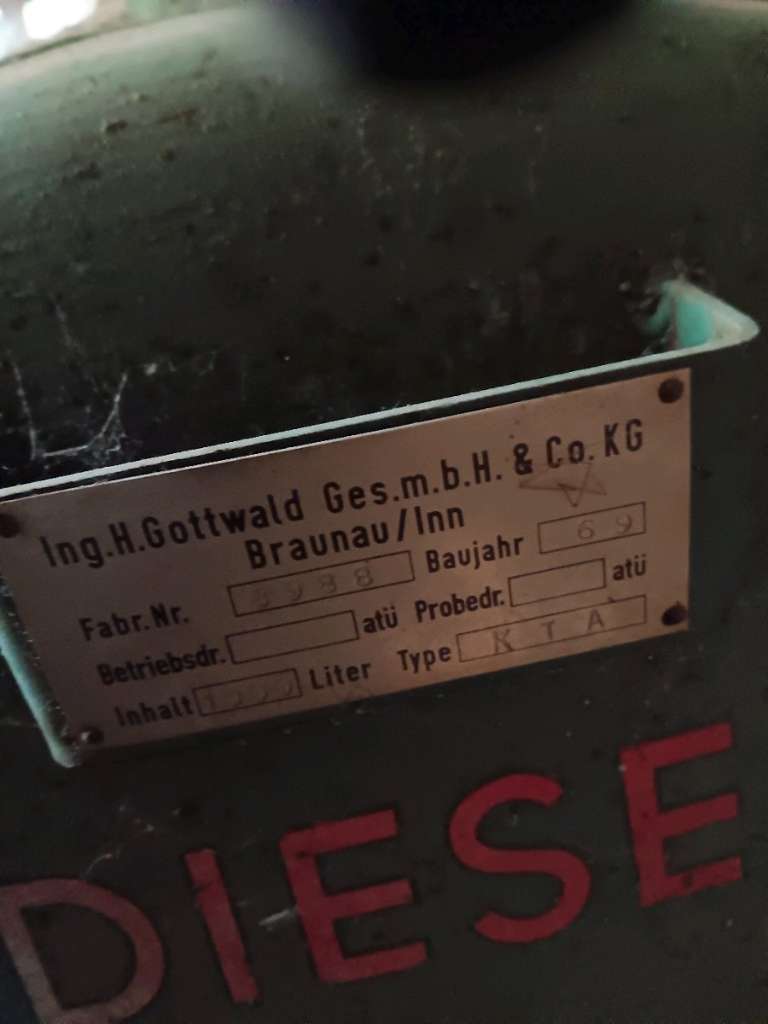 Ing.H.Gottwald Ges.m.b.H. & Co. KG
Braunau/Inn
Fabr.Nr. Baujahr 69
Betriebsdr. atü Probedr. atü
Inhalt Liter Type KTA
DIESE